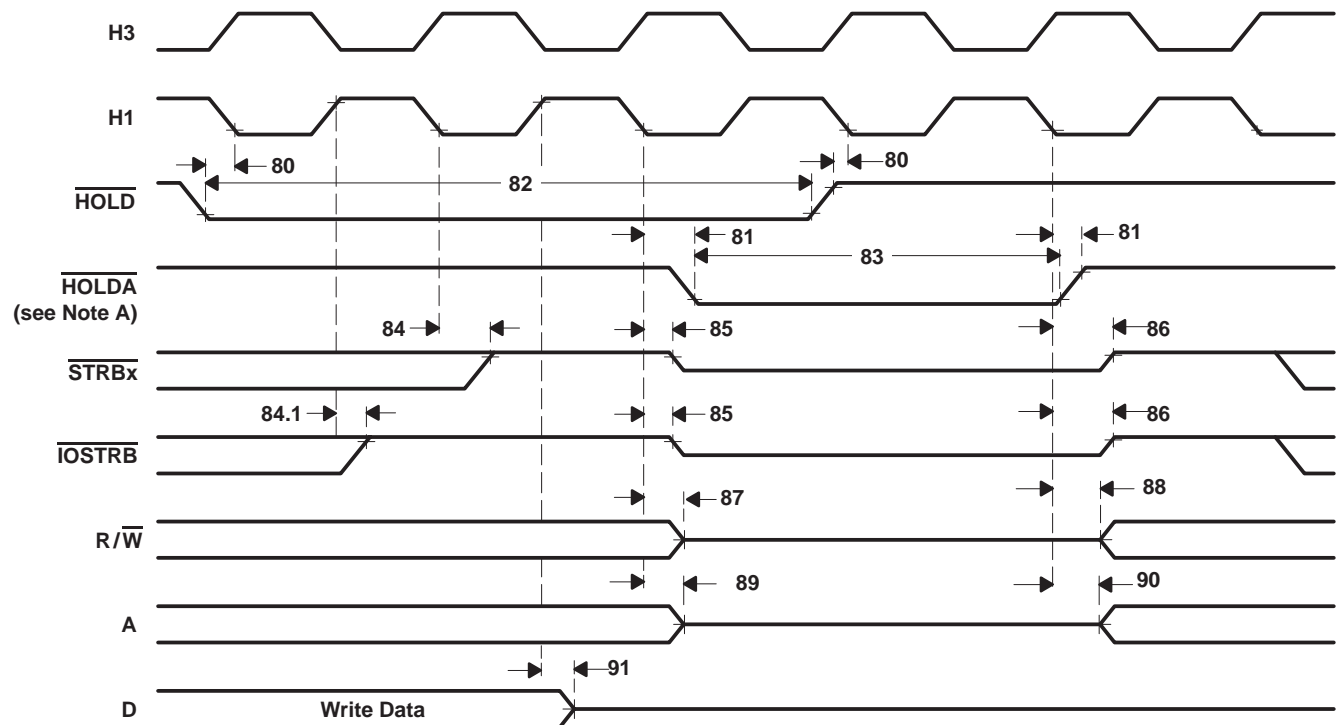 H3
H1
80
80
HOLD
82
81
81
83
HOLDA
(see Note A)
84
85
86
STRBx
84.1
85
86
IOSTRB
87
88
R/W
89
90
A
91
D
Write Data